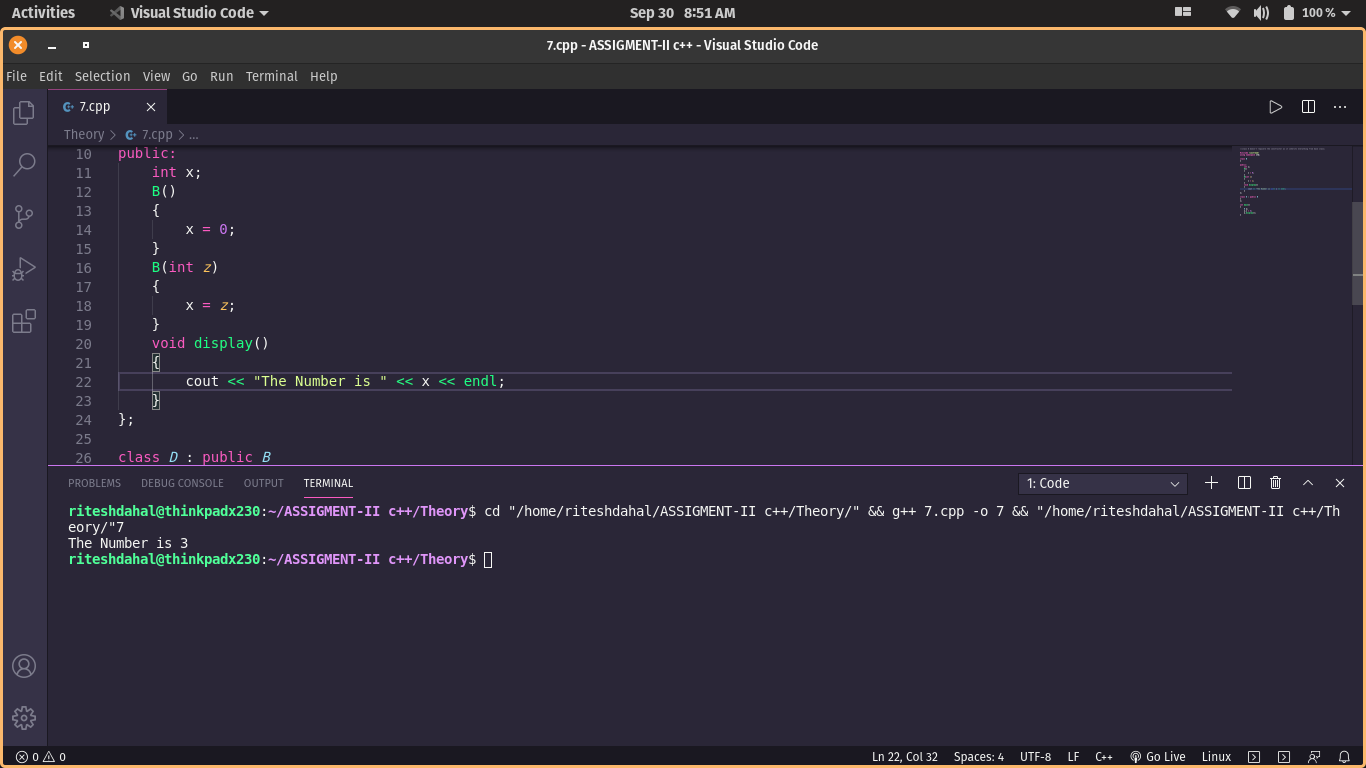 Activities Visual Studio Code Sep 30 8:51 AM 100 %
7.cpp - ASSIGMENT-II c++ - Visual Studio Code
File Edit Selection View Go Run Terminal Help
7.cpp
Theory > 7.cpp > ...
10 public:
11 int x;
12 B()
13 {
14 x = 0;
15 }
16 B(int z)
17 {
18 x = z;
19 }
20 void display()
21 {
22 cout << "The Number is " << x << endl;
23 }
24 };
25
26 class D : public B
PROBLEMS DEBUG CONSOLE OUTPUT TERMINAL 1: Code
riteshdahal@thinkpadx230:~/ASSIGMENT-II c++/Theory$ cd "/home/riteshdahal/ASSIGMENT-II c++/Theory/" && g++ 7.cpp -o 7 && "/home/riteshdahal/ASSIGMENT-II c++/Th
eory/"7
The Number is 3
riteshdahal@thinkpadx230:~/ASSIGMENT-II c++/Theory$
0 0 Ln 22, Col 32 Spaces: 4 UTF-8 LF C++ Go Live Linux